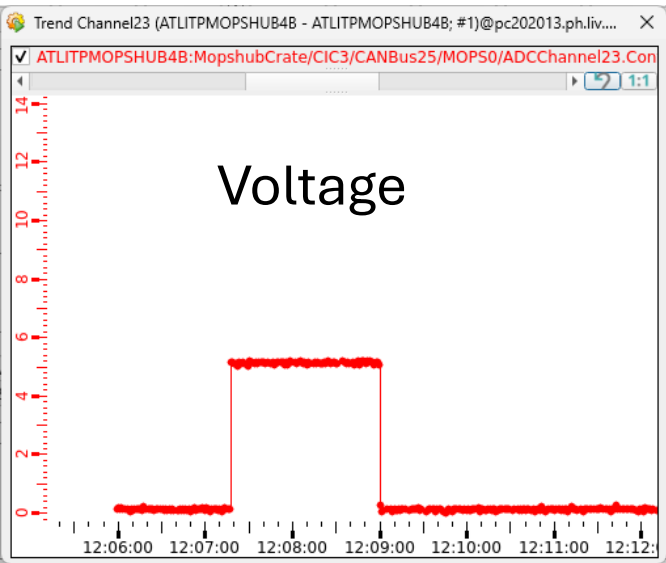 Trend Channel23 (ATLITPMOPSHUB4B - ATLITPMOPSHUB4B; #1)@pc202013.ph.liv....
ATLITPMOPSHUB4B:MopshubCrate/CIC3/CANBus25/MOPS0/ADCChannel23.Con
1:1
Voltage
14
12
10
8
6
4
2
0
12:06:00 12:07:00 12:08:00 12:09:00 12:10:00 12:11:00 12:12: